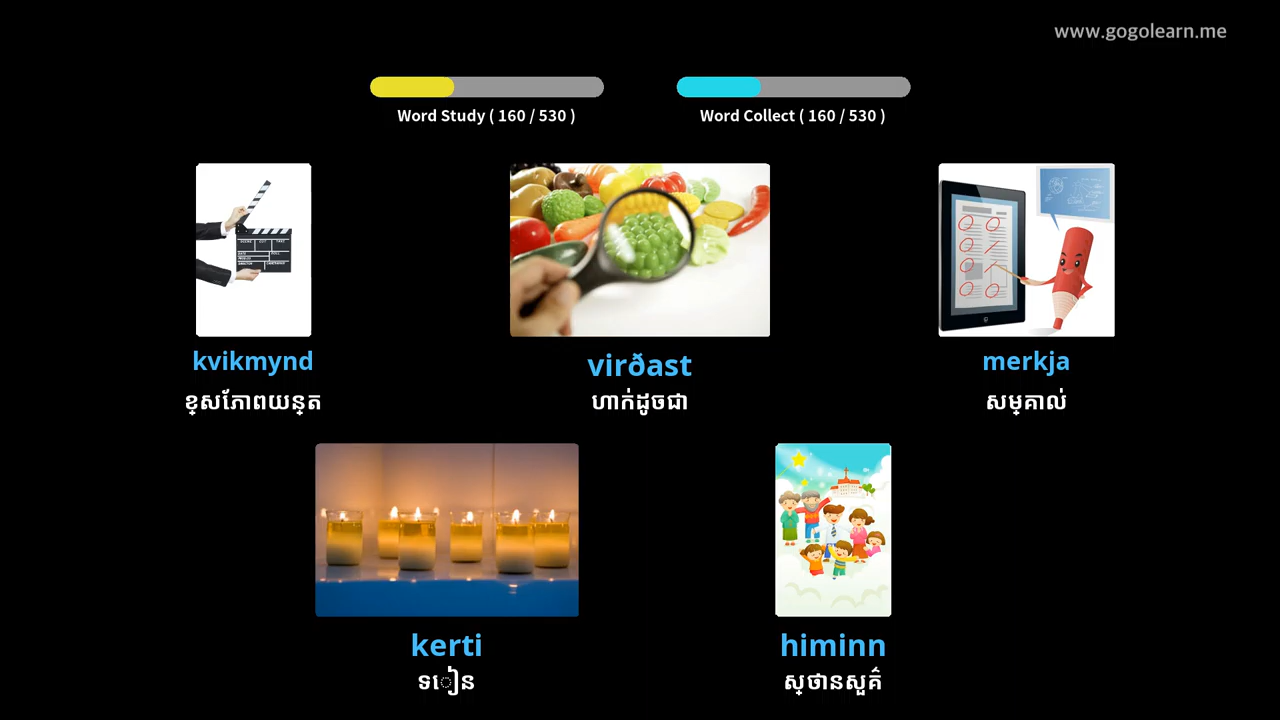 www.gogolearn.me
Word Study ( 160 / 530 )
Word Collect ( 160 / 530 )
kvikmynd
ខ្សែភាពយន្ត
virðast
ហាក់ដូចជា
merkja
សម្គាល់
kerti
ទៀន
himinn
ស្ថានសួគ៌